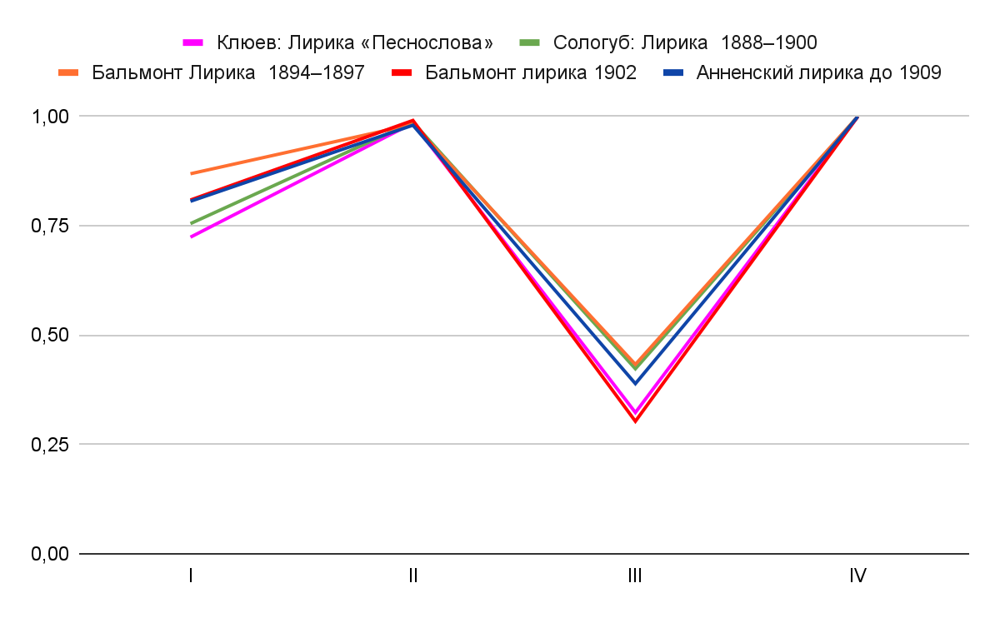 Клюев: Лирика «Песнослова» Сологуб: Лирика 1888–1900
Бальмонт Лирика 1894–1897 Бальмонт лирика 1902 Анненский лирика до 1909
1,00
0,75
0,50
0,25
0,00
I II III IV